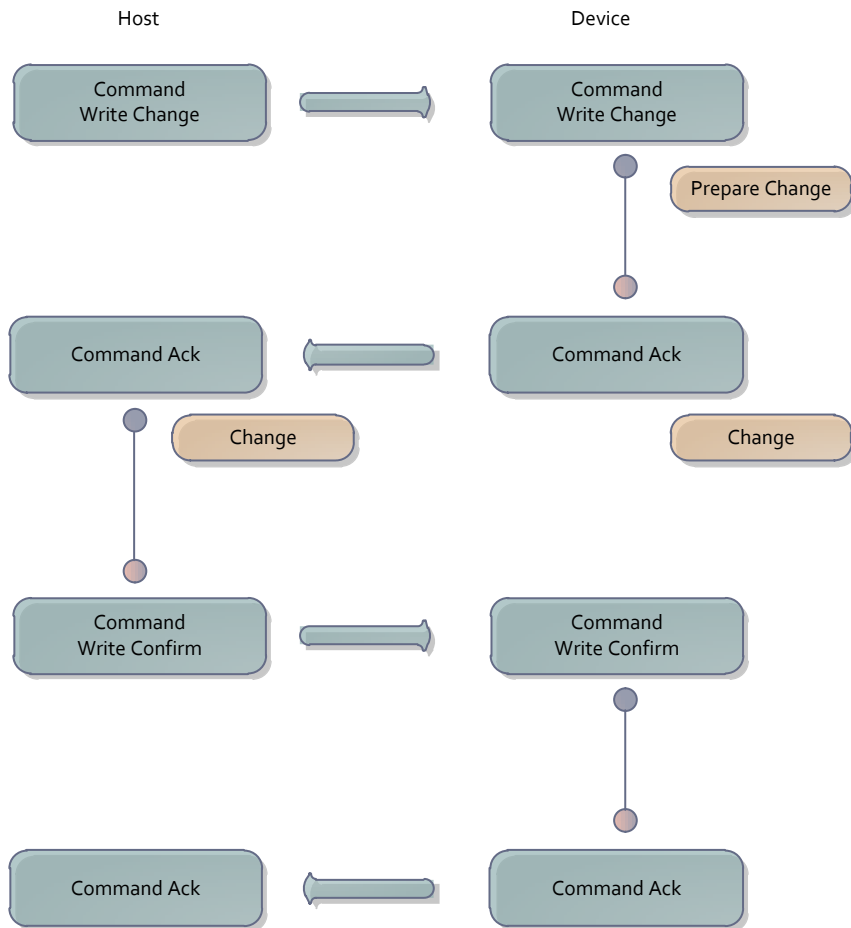 Host
Device
Command
Write Change
Command
Write Change
Prepare Change
Command Ack
Command Ack
Change
Change
Command
Write Confirm
Command
Write Confirm
Command Ack
Command Ack